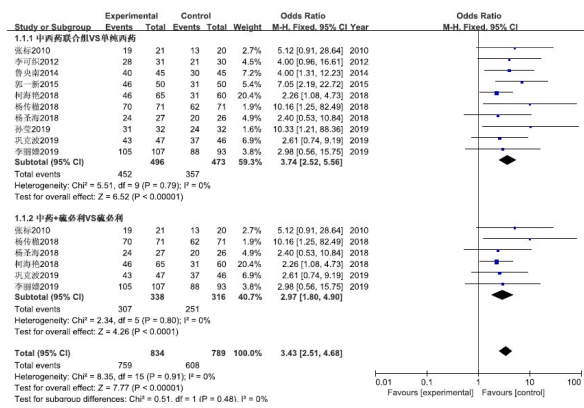 Experimental Control Odds Ratio Odds Ratio
Study or Subgroup Events Total Events Total Weight M-H, Fixed, 95% CI Year M-H, Fixed, 95% CI
1.1.1 中西药联合组VS单纯西药
张标2010 19 21 13 20 2.5% 5.12 [0.91, 28.64] 2010
李可炽2012 28 31 21 30 4.2% 4.00 [0.96, 16.61] 2012
鲁央南2014 40 45 30 45 7.2% 4.00 [1.31, 12.23] 2014
郭一新2015 46 50 31 50 5.2% 7.05 [2.19, 22.72] 2015
柯海艳2018 46 65 31 60 20.4% 2.26 [1.08, 4.73] 2018
杨传檄2018 70 71 62 71 1.9% 10.16 [1.25, 82.49] 2018
杨圣海2018 24 27 20 26 4.8% 2.40 [0.53, 10.84] 2018
孙莹2019 31 32 24 32 1.6% 10.33 [1.21, 88.36] 2019
巩克波2019 43 47 37 46 7.0% 2.61 [0.74, 9.19] 2019
李丽嫦2019 105 107 88 93 4.2% 2.98 [0.56, 15.75] 2019
Subtotal (95% CI) 496 473 59.3% 3.74 [2.52, 5.56]
Total events 452 357
Heterogeneity: Chi² = 5.51, df = 9 (P = 0.79); I² = 0%
Test for overall effect: Z = 6.52 (P < 0.00001)
1.1.2 中药+硫必利VS硫必利
张标2010 19 21 13 20 2.5% 5.12 [0.91, 28.64] 2010
杨传檄2018 70 71 62 71 1.9% 10.16 [1.25, 82.49] 2018
杨圣海2018 24 27 20 26 4.8% 2.40 [0.53, 10.84] 2018
柯海艳2018 46 65 31 60 20.4% 2.26 [1.08, 4.73] 2018
巩克波2019 43 47 37 46 7.0% 2.61 [0.74, 9.19] 2019
李丽嫦2019 105 107 88 93 4.2% 2.98 [0.56, 15.75] 2019
Subtotal (95% CI) 338 316 40.7% 2.97 [1.80, 4.90]
Total events 307 251
Heterogeneity: Chi² = 2.34, df = 5 (P = 0.80); I² = 0%
Test for overall effect: Z = 4.26 (P < 0.0001)
Total (95% CI) 834 789 100.0% 3.43 [2.51, 4.68]
Total events 759 608
Heterogeneity: Chi² = 8.35, df = 15 (P = 0.91); I² = 0%
Test for overall effect: Z = 7.77 (P < 0.00001)
Test for subgroup differences: Chi² = 0.51, df = 1 (P = 0.48), I² = 0%
0.01 0.1 1 10 100
Favours [experimental] Favours [control]